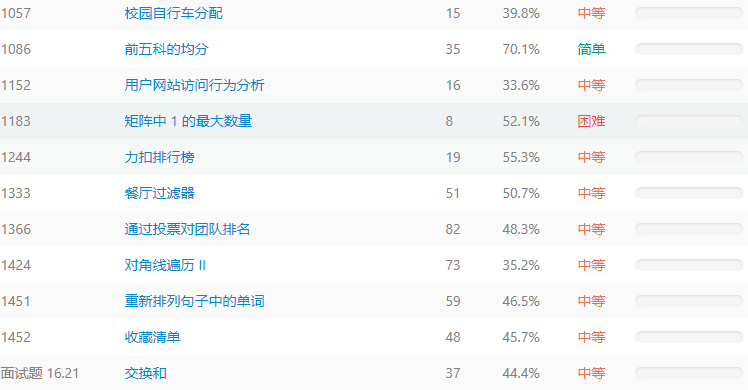 1057 校园自行车分配 15 39.8% 中等
1086 前五科的均分 35 70.1% 简单
1152 用户网站访问行为分析 16 33.6% 中等
1183 矩阵中 1 的最大数量 8 52.1% 困难
1244 力扣排行榜 19 55.3% 中等
1333 餐厅过滤器 51 50.7% 中等
1366 通过投票对团队排名 82 48.3% 中等
1424 对角线遍历 II 73 35.2% 中等
1451 重新排列句子中的单词 59 46.5% 中等
1452 收藏清单 48 45.7% 中等
面试题 16.21 交换和 37 44.4% 中等